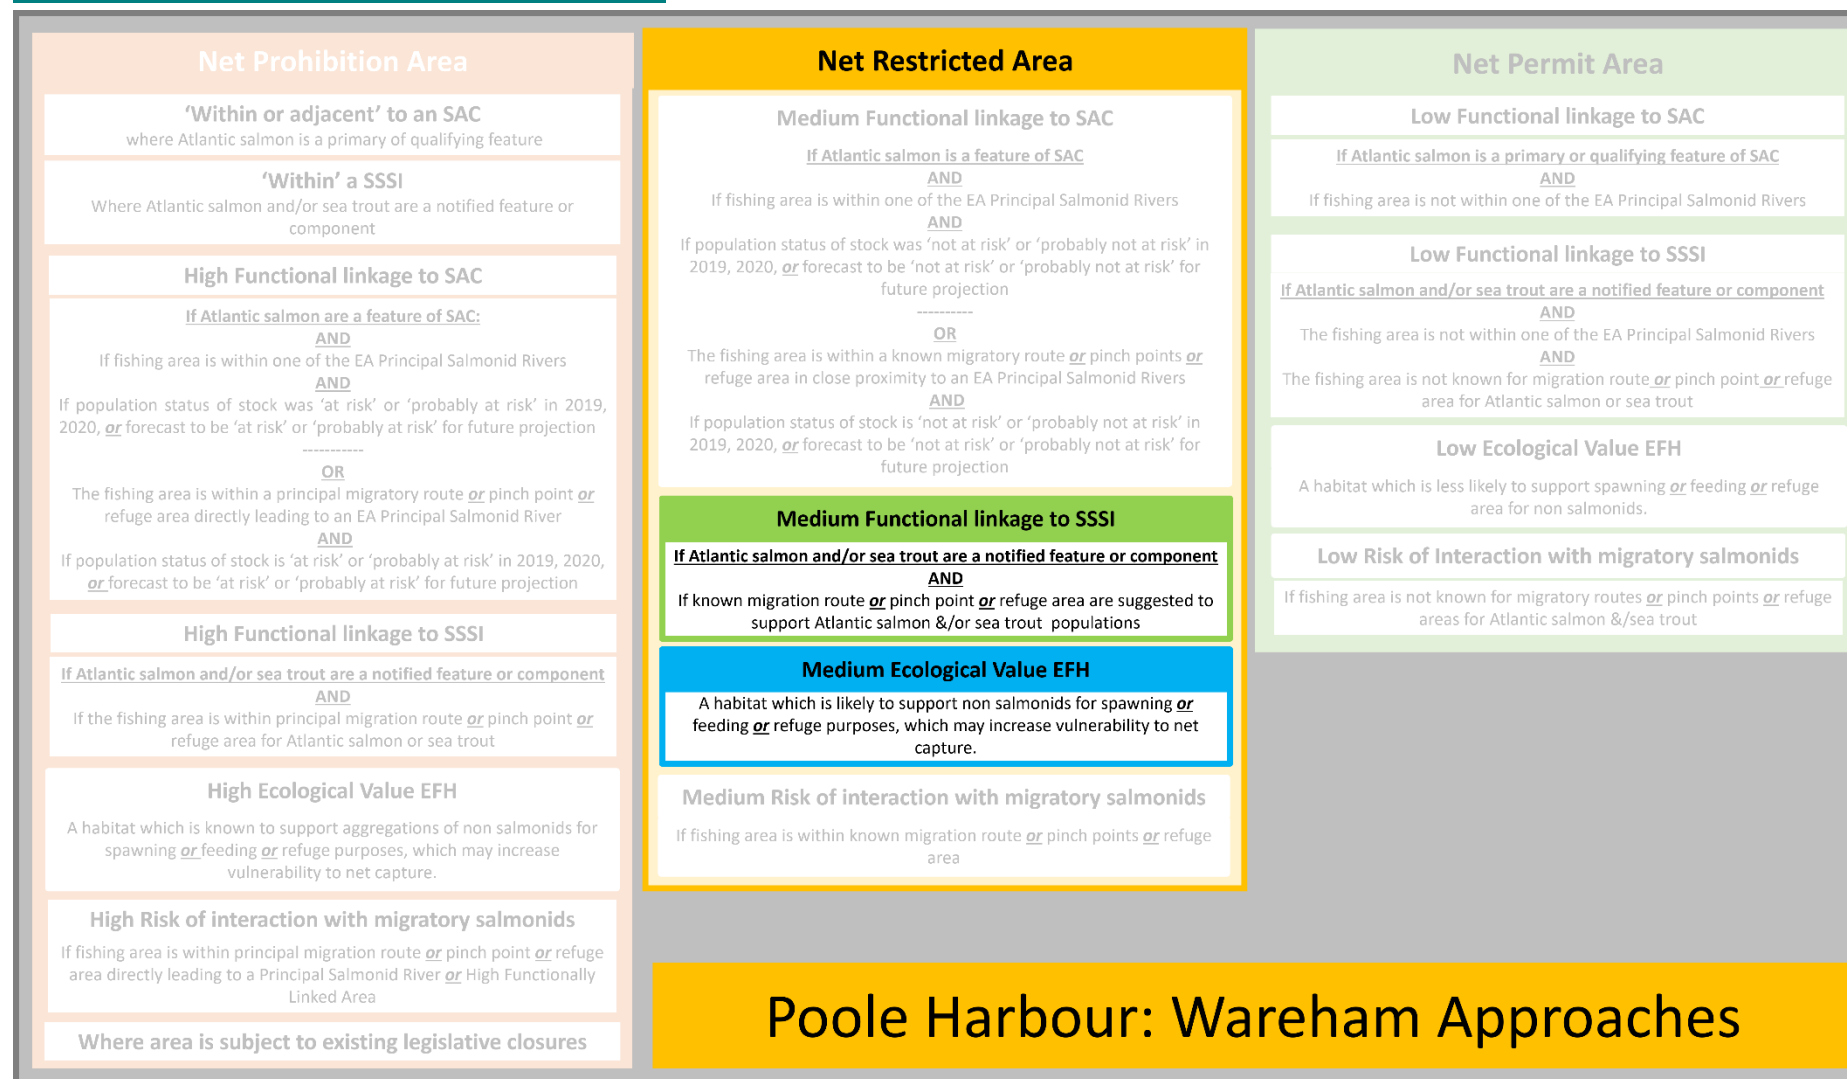 Net Prohibition Area
‘Within or adjacent’ to an SAC
where Atlantic salmon is a primary of qualifying feature
‘Within’ a SSSI
Where Atlantic salmon and/or sea trout are a notified feature or
component
High Functional linkage to SAC
If Atlantic salmon are a feature of SAC:
AND
If fishing area is within one of the EA Principal Salmonid Rivers
AND
If population status of stock was ‘at risk’ or ‘probably at risk’ in 2019,
2020, or forecast to be ‘at risk’ or ‘probably at risk’ for future projection
-----------
OR
The fishing area is within a principal migratory route or pinch point or
refuge area directly leading to an EA Principal Salmonid River
AND
If population status of stock is ‘at risk’ or ‘probably at risk’ in 2019, 2020,
or forecast to be ‘at risk’ or ‘probably at risk’ for future projection
High Functional linkage to SSSI
If Atlantic salmon and/or sea trout are a notified feature or component
AND
If the fishing area is within principal migration route or pinch point or
refuge area for Atlantic salmon or sea trout
High Ecological Value EFH
A habitat which is known to support aggregations of non salmonids for
spawning or feeding or refuge purposes, which may increase
vulnerability to net capture.
High Risk of interaction with migratory salmonids
If fishing area is within principal migration route or pinch point or refuge
area directly leading to a Principal Salmonid River or High Functionally
Linked Area
Where area is subject to existing legislative closures
Net Restricted Area
Medium Functional linkage to SAC
If Atlantic salmon is a feature of SAC
AND
If fishing area is within one of the EA Principal Salmonid Rivers
AND
If population status of stock was ‘not at risk’ or ‘probably not at risk’ in
2019, 2020, or forecast to be ‘not at risk’ or ‘probably not at risk’ for
future projection
----------
OR
The fishing area is within a known migratory route or pinch points or
refuge area in close proximity to an EA Principal Salmonid Rivers
AND
If population status of stock is ‘not at risk’ or ‘probably not at risk’ in
2019, 2020, or forecast to be ‘not at risk’ or ‘probably not at risk’ for
future projection
Medium Functional linkage to SSSI
If Atlantic salmon and/or sea trout are a notified feature or component
AND
If known migration route or pinch point or refuge area are suggested to
support Atlantic salmon &/or sea trout populations
Medium Ecological Value EFH
A habitat which is likely to support non salmonids for spawning or
feeding or refuge purposes, which may increase vulnerability to net
capture.
Medium Risk of interaction with migratory salmonids
If fishing area is within known migration route or pinch points or refuge
area
Net Permit Area
Low Functional linkage to SAC
If Atlantic salmon is a primary or qualifying feature of SAC
AND
If fishing area is not within one of the EA Principal Salmonid Rivers
Low Functional linkage to SSSI
If Atlantic salmon and/or sea trout are a notified feature or component
AND
The fishing area is not within one of the EA Principal Salmonid Rivers
AND
The fishing area is not known for migration route or pinch point or refuge
area for Atlantic salmon or sea trout
Low Ecological Value EFH
A habitat which is less likely to support spawning or feeding or refuge
area for non salmonids.
Low Risk of Interaction with migratory salmonids
If fishing area is not known for migratory routes or pinch points or refuge
areas for Atlantic salmon &/sea trout
Poole Harbour: Wareham Approaches